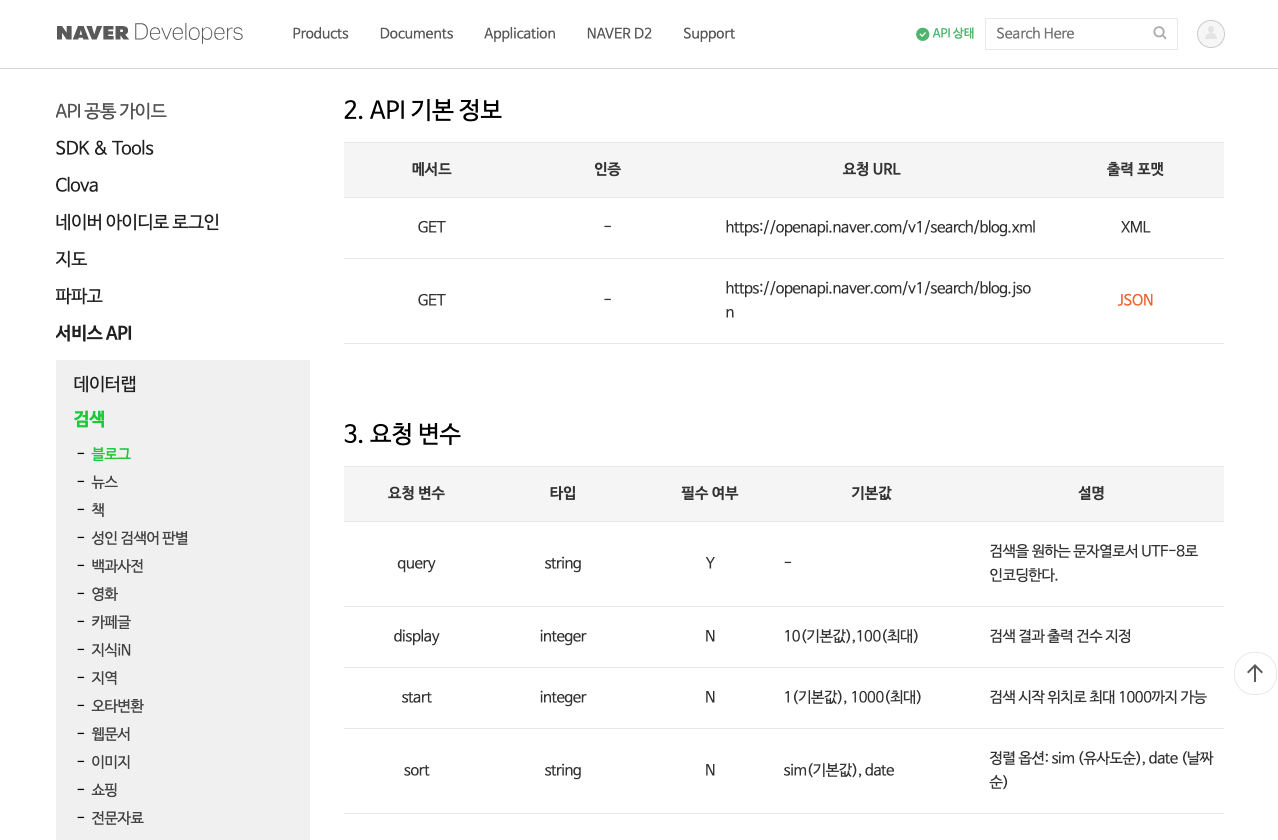 NAVER Developers
Products Documents Application NAVER D2 Support
API 상태
Search Here
API 공통 가이드
SDK & Tools
Clova
네이버 아이디로 로그인
지도
파파고
서비스 API
데이터랩
검색
- 블로그
- 뉴스
- 책
- 성인 검색어 판별
- 백과사전
- 영화
- 카페글
- 지식iN
- 지역
- 오타변환
- 웹문서
- 이미지
- 쇼핑
- 전문자료
2. API 기본 정보
메서드 인증 요청 URL 출력 포맷
GET - https://openapi.naver.com/v1/search/blog.xml XML
GET - https://openapi.naver.com/v1/search/blog.jso
n JSON
3. 요청 변수
요청 변수 타입 필수 여부 기본값 설명
query string Y - 검색을 원하는 문자열로서 UTF-8로
인코딩한다.
display integer N 10(기본값),100(최대) 검색 결과 출력 건수 지정
start integer N 1(기본값), 1000(최대) 검색 시작 위치로 최대 1000까지 가능
sort string N sim(기본값), date 정렬 옵션: sim (유사도순), date (날짜
순)